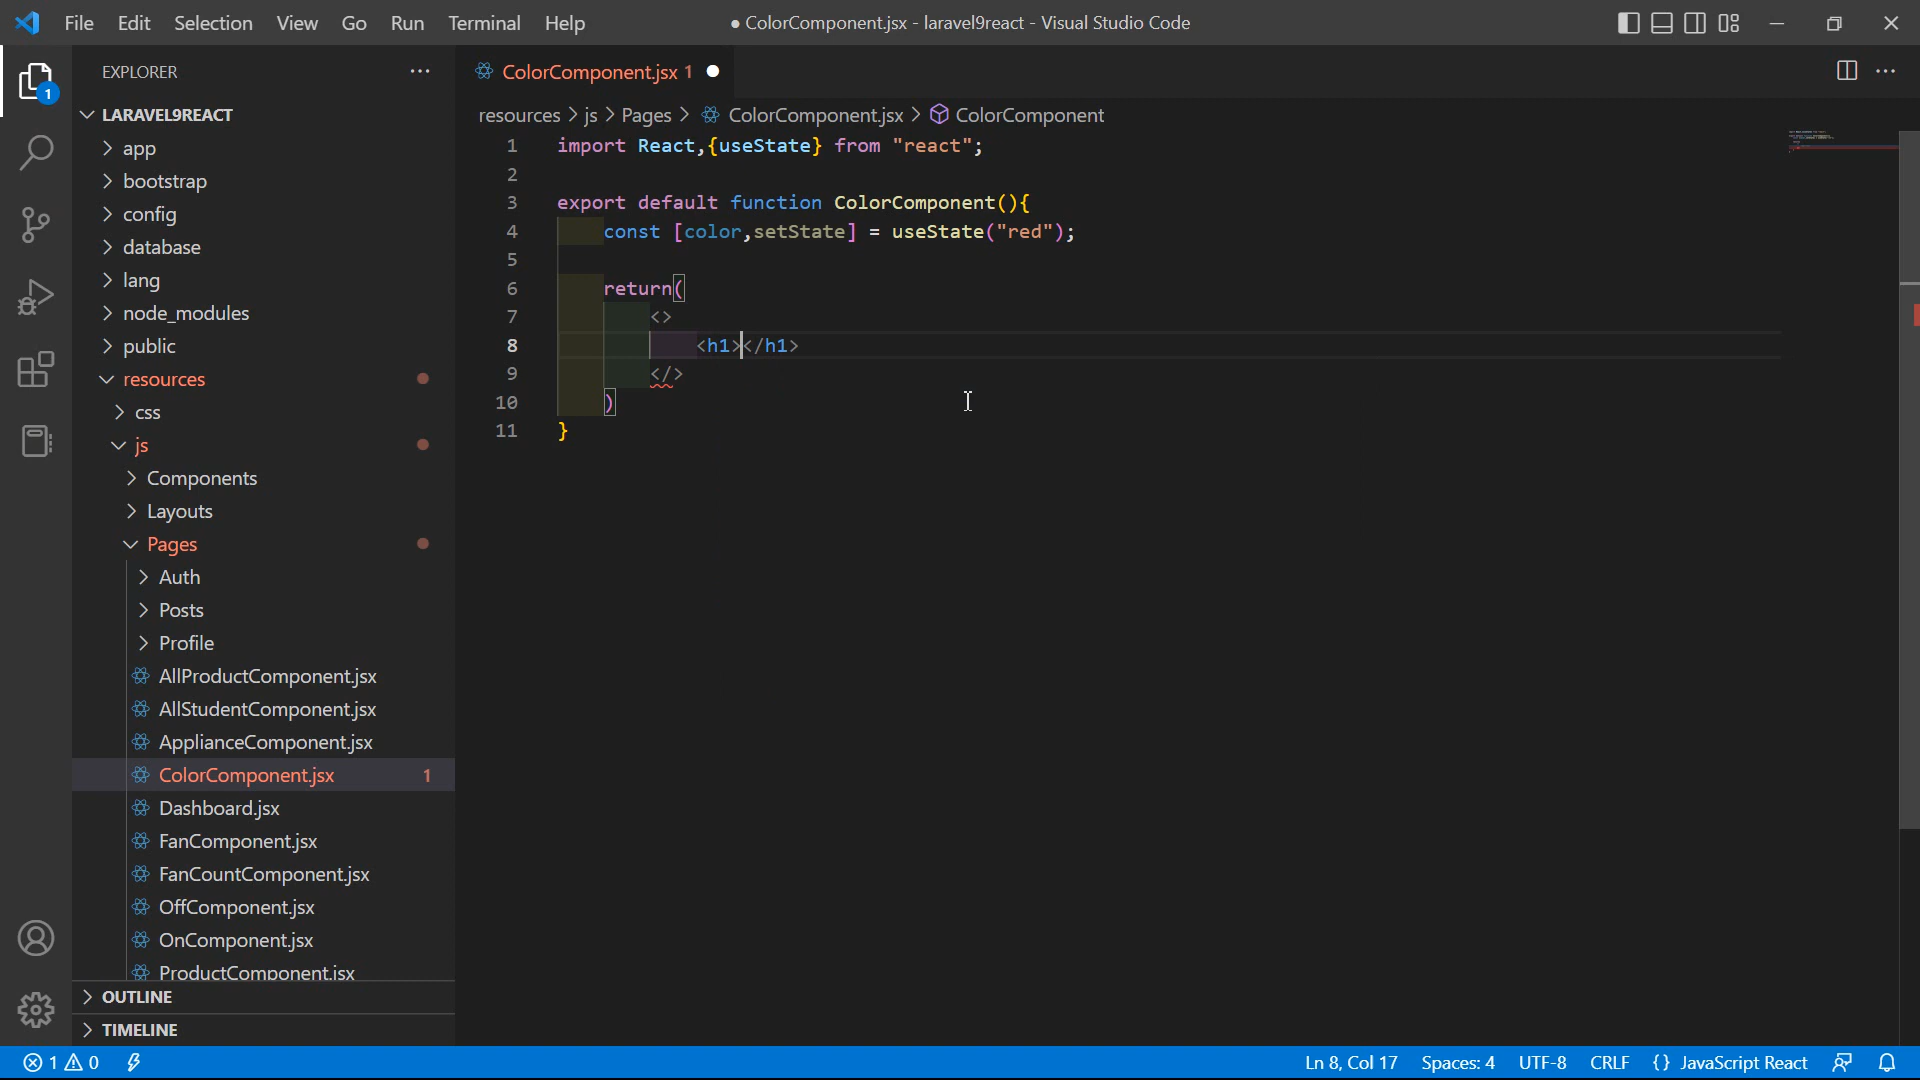 File Edit Selection View Go Run Terminal Help
● ColorComponent.jsx - laravel9react - Visual Studio Code
EXPLORER
LARAVEL9REACT
app
bootstrap
config
database
lang
node_modules
public
resources
css
js
Components
Layouts
Pages
Auth
Posts
Profile
AllProductComponent.jsx
AllStudentComponent.jsx
ApplianceComponent.jsx
ColorComponent.jsx 1
Dashboard.jsx
FanComponent.jsx
FanCountComponent.jsx
OffComponent.jsx
OnComponent.jsx
ProductComponent.jsx
OUTLINE
TIMELINE
1
ColorComponent.jsx 1 ●
resources > js > Pages > ColorComponent.jsx > ColorComponent
1 import React,{useState} from "react";
2
3 export default function ColorComponent(){
4 const [color,setState] = useState("red");
5
6 return(
7 <>
8 <h1></h1>
9 </>
10 )
11 }
1 0
Ln 8, Col 17 Spaces: 4 UTF-8 CRLF {} JavaScript React